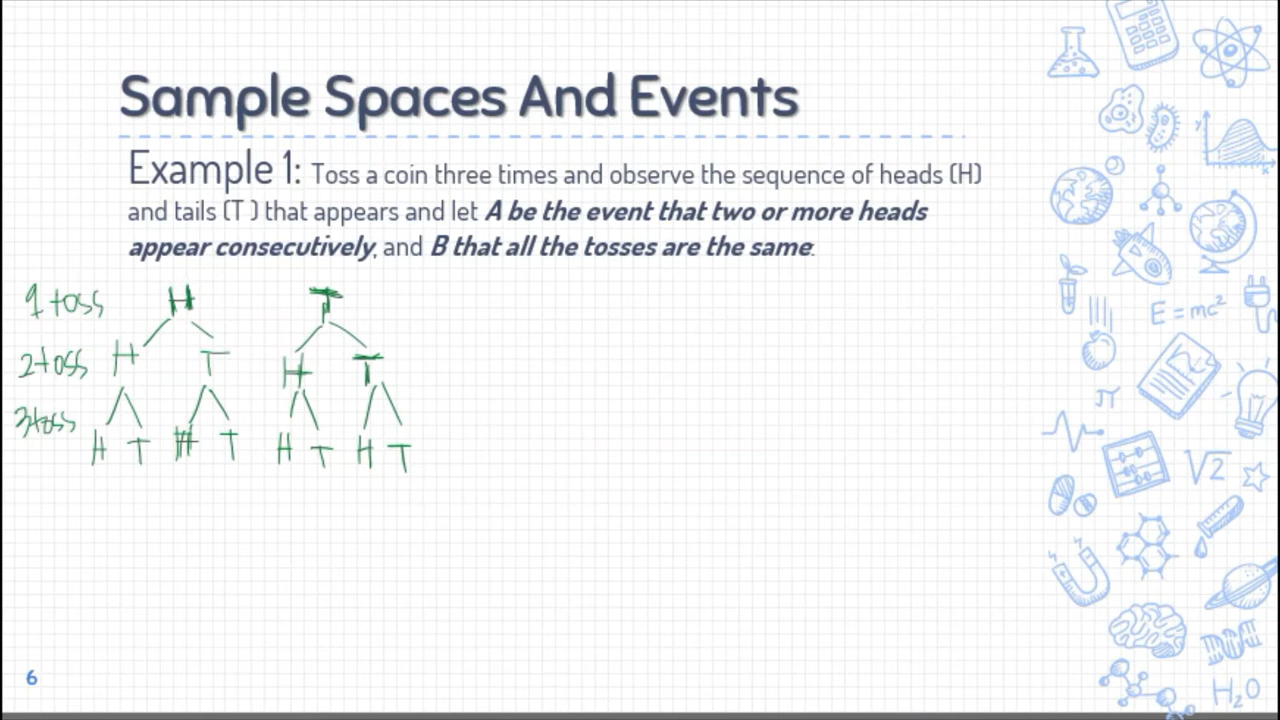 Sample Spaces And Events
Example 1: Toss a coin three times and observe the sequence of heads (H)
and tails (T ) that appears and let A be the event that two or more heads
appear consecutively, and B that all the tosses are the same.
1 toss H T
2 toss H T H T
3 toss H T H T H T H T
y
x
E = mc²
π
√2
H₂O
6